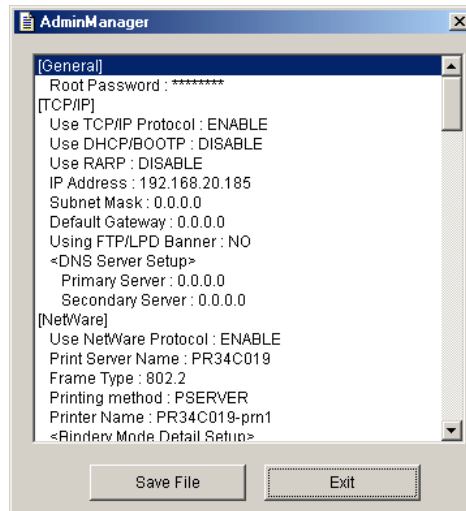 AdminManager
[General]
Root Password : ********
[TCP/IP]
Use TCP/IP Protocol : ENABLE
Use DHCP/BOOTP : DISABLE
Use RARP : DISABLE
IP Address : 192.168.20.185
Subnet Mask : 0.0.0.0
Default Gateway : 0.0.0.0
Using FTP/LPD Banner : NO
<DNS Server Setup>
Primary Server : 0.0.0.0
Secondary Server : 0.0.0.0
[NetWare]
Use NetWare Protocol : ENABLE
Print Server Name : PR34C019
Frame Type : 802.2
Printing method : PSERVER
Printer Name : PR34C019-prn1
<Bindery Mode Detail Setup>
Save File
Exit